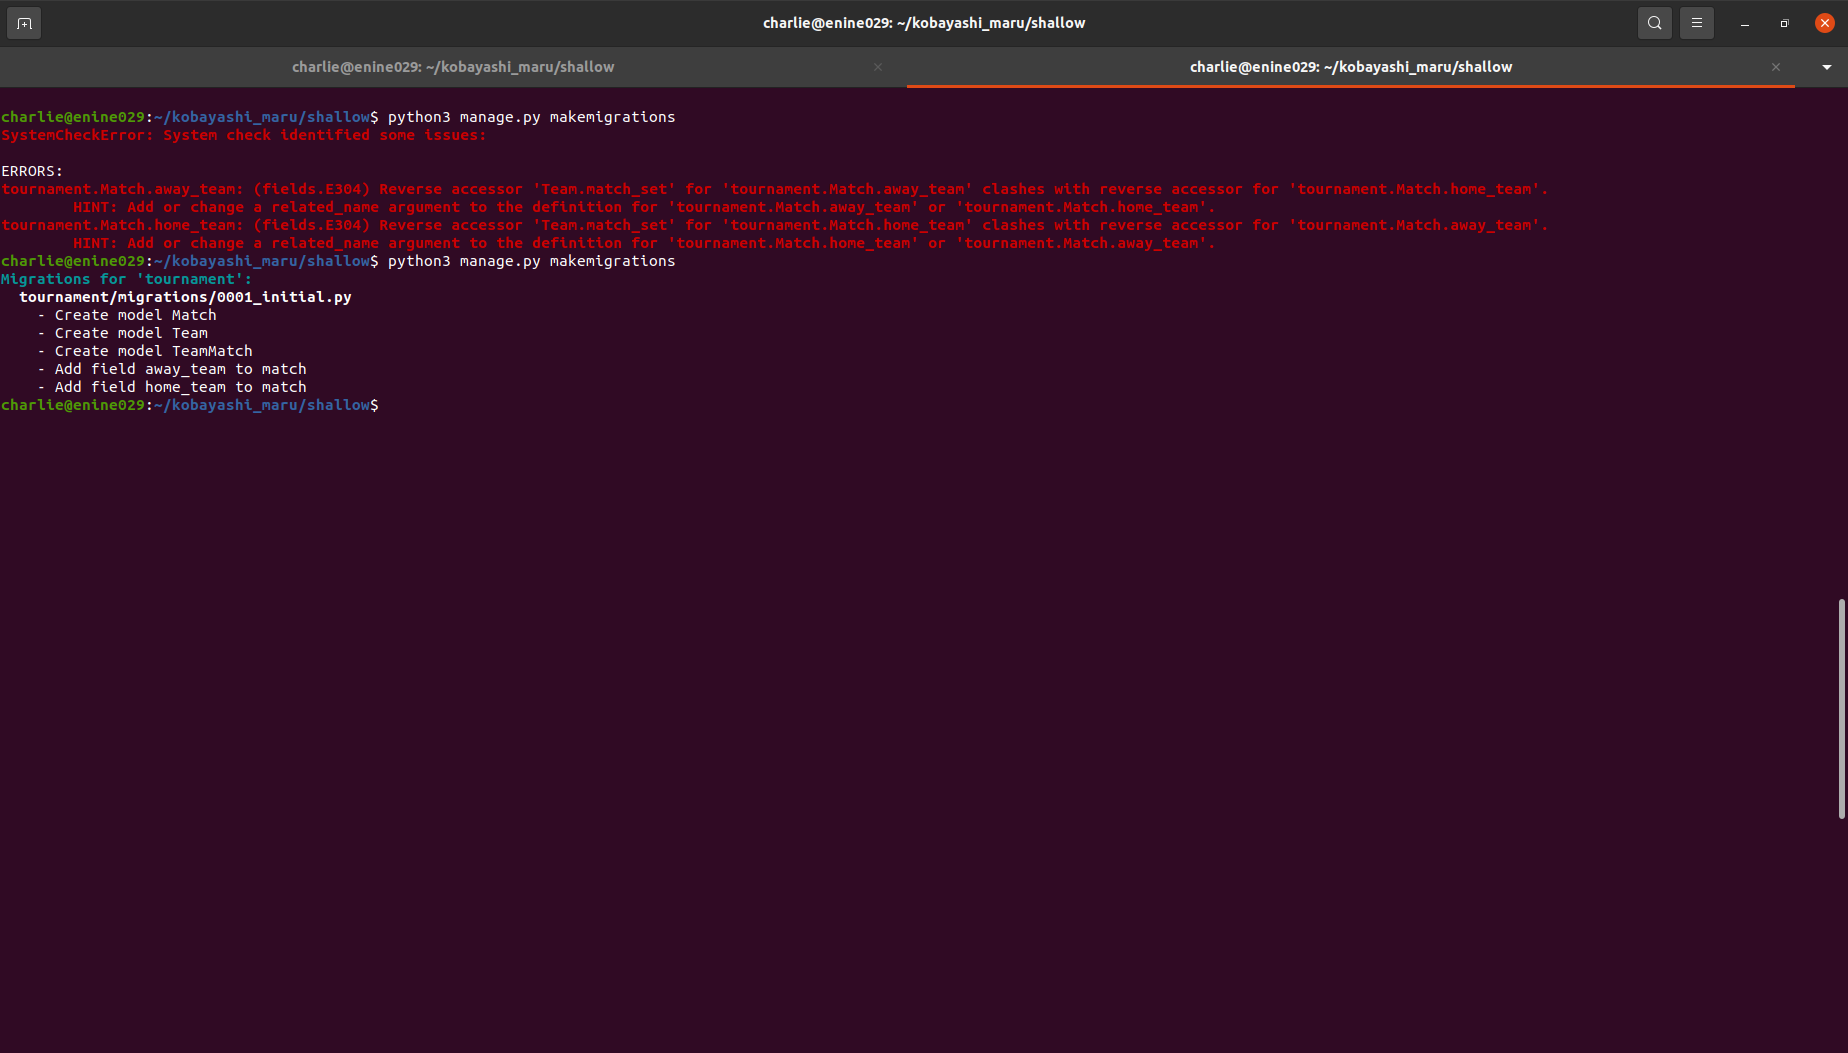 charlie@enine029: ~/kobayashi_maru/shallow
charlie@enine029: ~/kobayashi_maru/shallow
charlie@enine029: ~/kobayashi_maru/shallow
charlie@enine029:~/kobayashi_maru/shallow$ python3 manage.py makemigrations
SystemCheckError: System check identified some issues:
ERRORS:
tournament.Match.away_team: (fields.E304) Reverse accessor 'Team.match_set' for 'tournament.Match.away_team' clashes with reverse accessor for 'tournament.Match.home_team'.
HINT: Add or change a related_name argument to the definition for 'tournament.Match.away_team' or 'tournament.Match.home_team'.
tournament.Match.home_team: (fields.E304) Reverse accessor 'Team.match_set' for 'tournament.Match.home_team' clashes with reverse accessor for 'tournament.Match.away_team'.
HINT: Add or change a related_name argument to the definition for 'tournament.Match.home_team' or 'tournament.Match.away_team'.
charlie@enine029:~/kobayashi_maru/shallow$ python3 manage.py makemigrations
Migrations for 'tournament':
tournament/migrations/0001_initial.py
- Create model Match
- Create model Team
- Create model TeamMatch
- Add field away_team to match
- Add field home_team to match
charlie@enine029:~/kobayashi_maru/shallow$